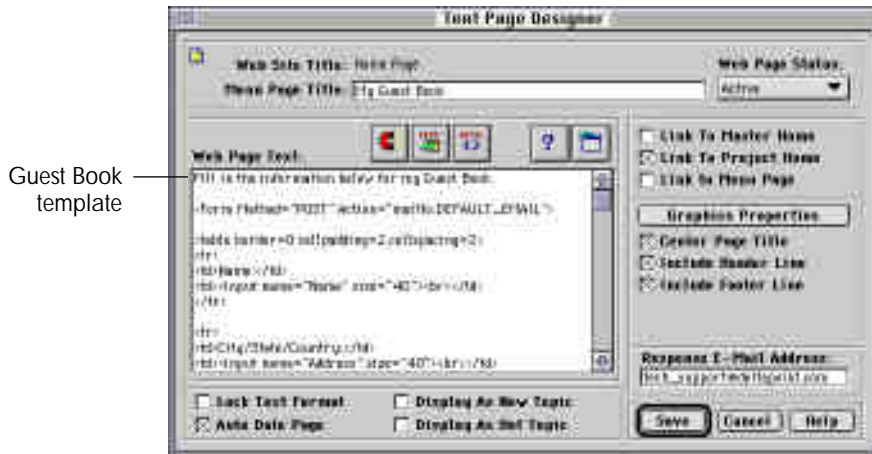 Text Page Designer
Web Site Title: Home Page
Menu Page Title: My Guest Book
Web Page Status:
Active
Web Page Text:
Guest Book
template
Fill in the information below for my Guest Book.
<form Method="POST" Action="mailto:DEFAULT_EMAIL">
<table border=0 cellpadding=2 cellspacing=2>
<tr>
<td>Name:</td>
<td><input name="Name" size="40"><br></td>
</tr>
<tr>
<td>City/State/Country:</td>
<td><input name="Address" size="40"><br></td>
Link To Master Home
Link To Project Home
Link To Menu Page
Graphics Properties
Center Page Title
Include Header Line
Include Footer Line
Response E-Mail Address:
Lock Text Format
Display As New Topic
Auto Date Page
Display As Hot Topic
Save
Cancel
Help